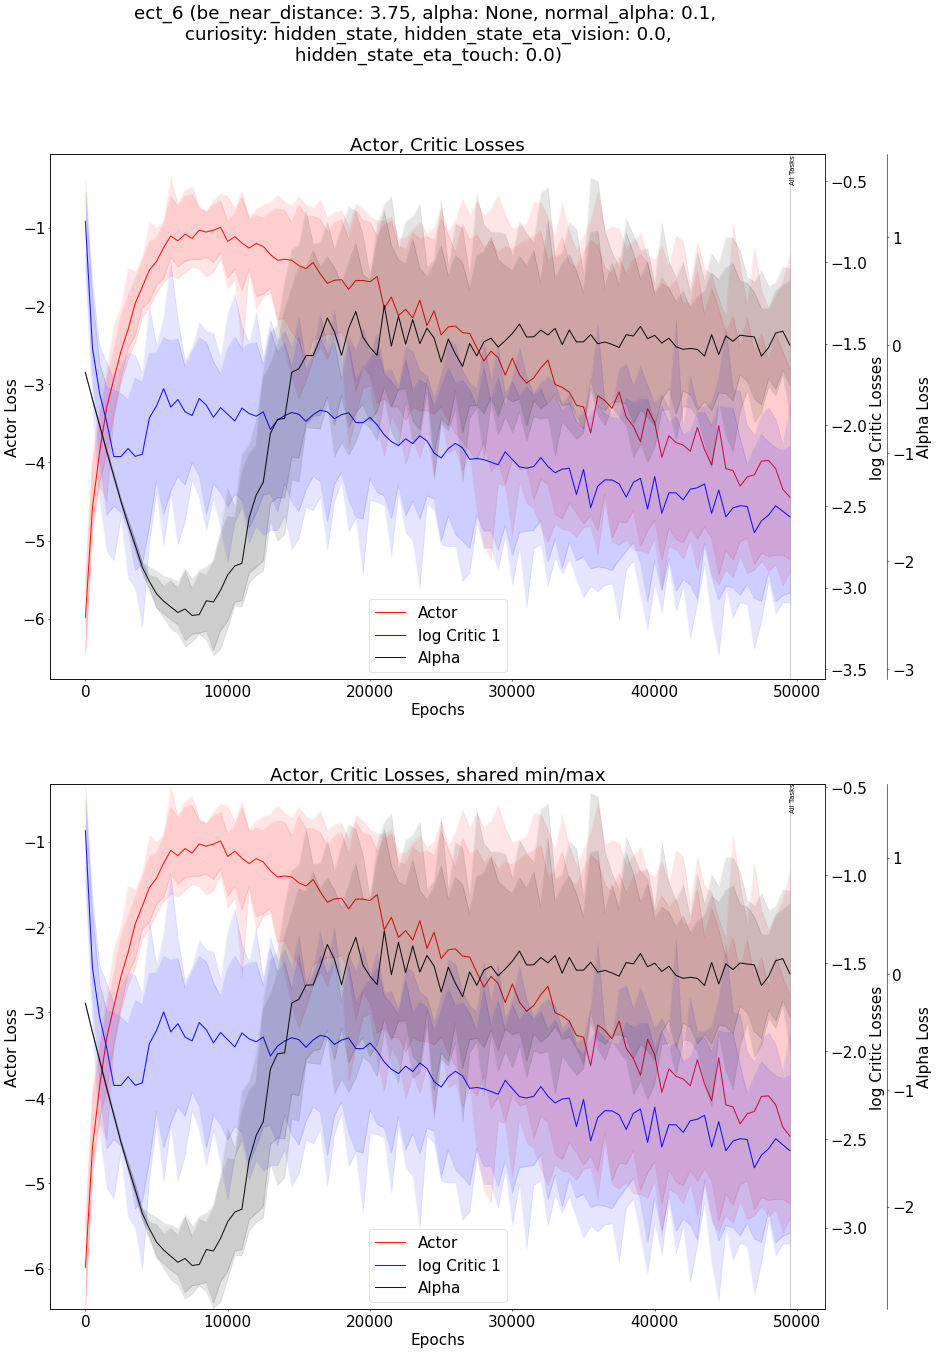 ect_6 (be_near_distance: 3.75, alpha: None, normal_alpha: 0.1,
curiosity: hidden_state, hidden_state_eta_vision: 0.0,
hidden_state_eta_touch: 0.0)
Actor, Critic Losses
All Tasks
−1
−2
−3
−4
−5
−6
Actor Loss
−0.5
−1.0
−1.5
−2.0
−2.5
−3.0
−3.5
log Critic Losses
1
0
−1
−2
−3
Alpha Loss
Actor
log Critic 1
Alpha
0
10000
20000
30000
40000
50000
Epochs
Actor, Critic Losses, shared min/max
All Tasks
−1
−2
−3
−4
−5
−6
Actor Loss
−0.5
−1.0
−1.5
−2.0
−2.5
−3.0
log Critic Losses
1
0
−1
−2
Alpha Loss
Actor
log Critic 1
Alpha
0
10000
20000
30000
40000
50000
Epochs